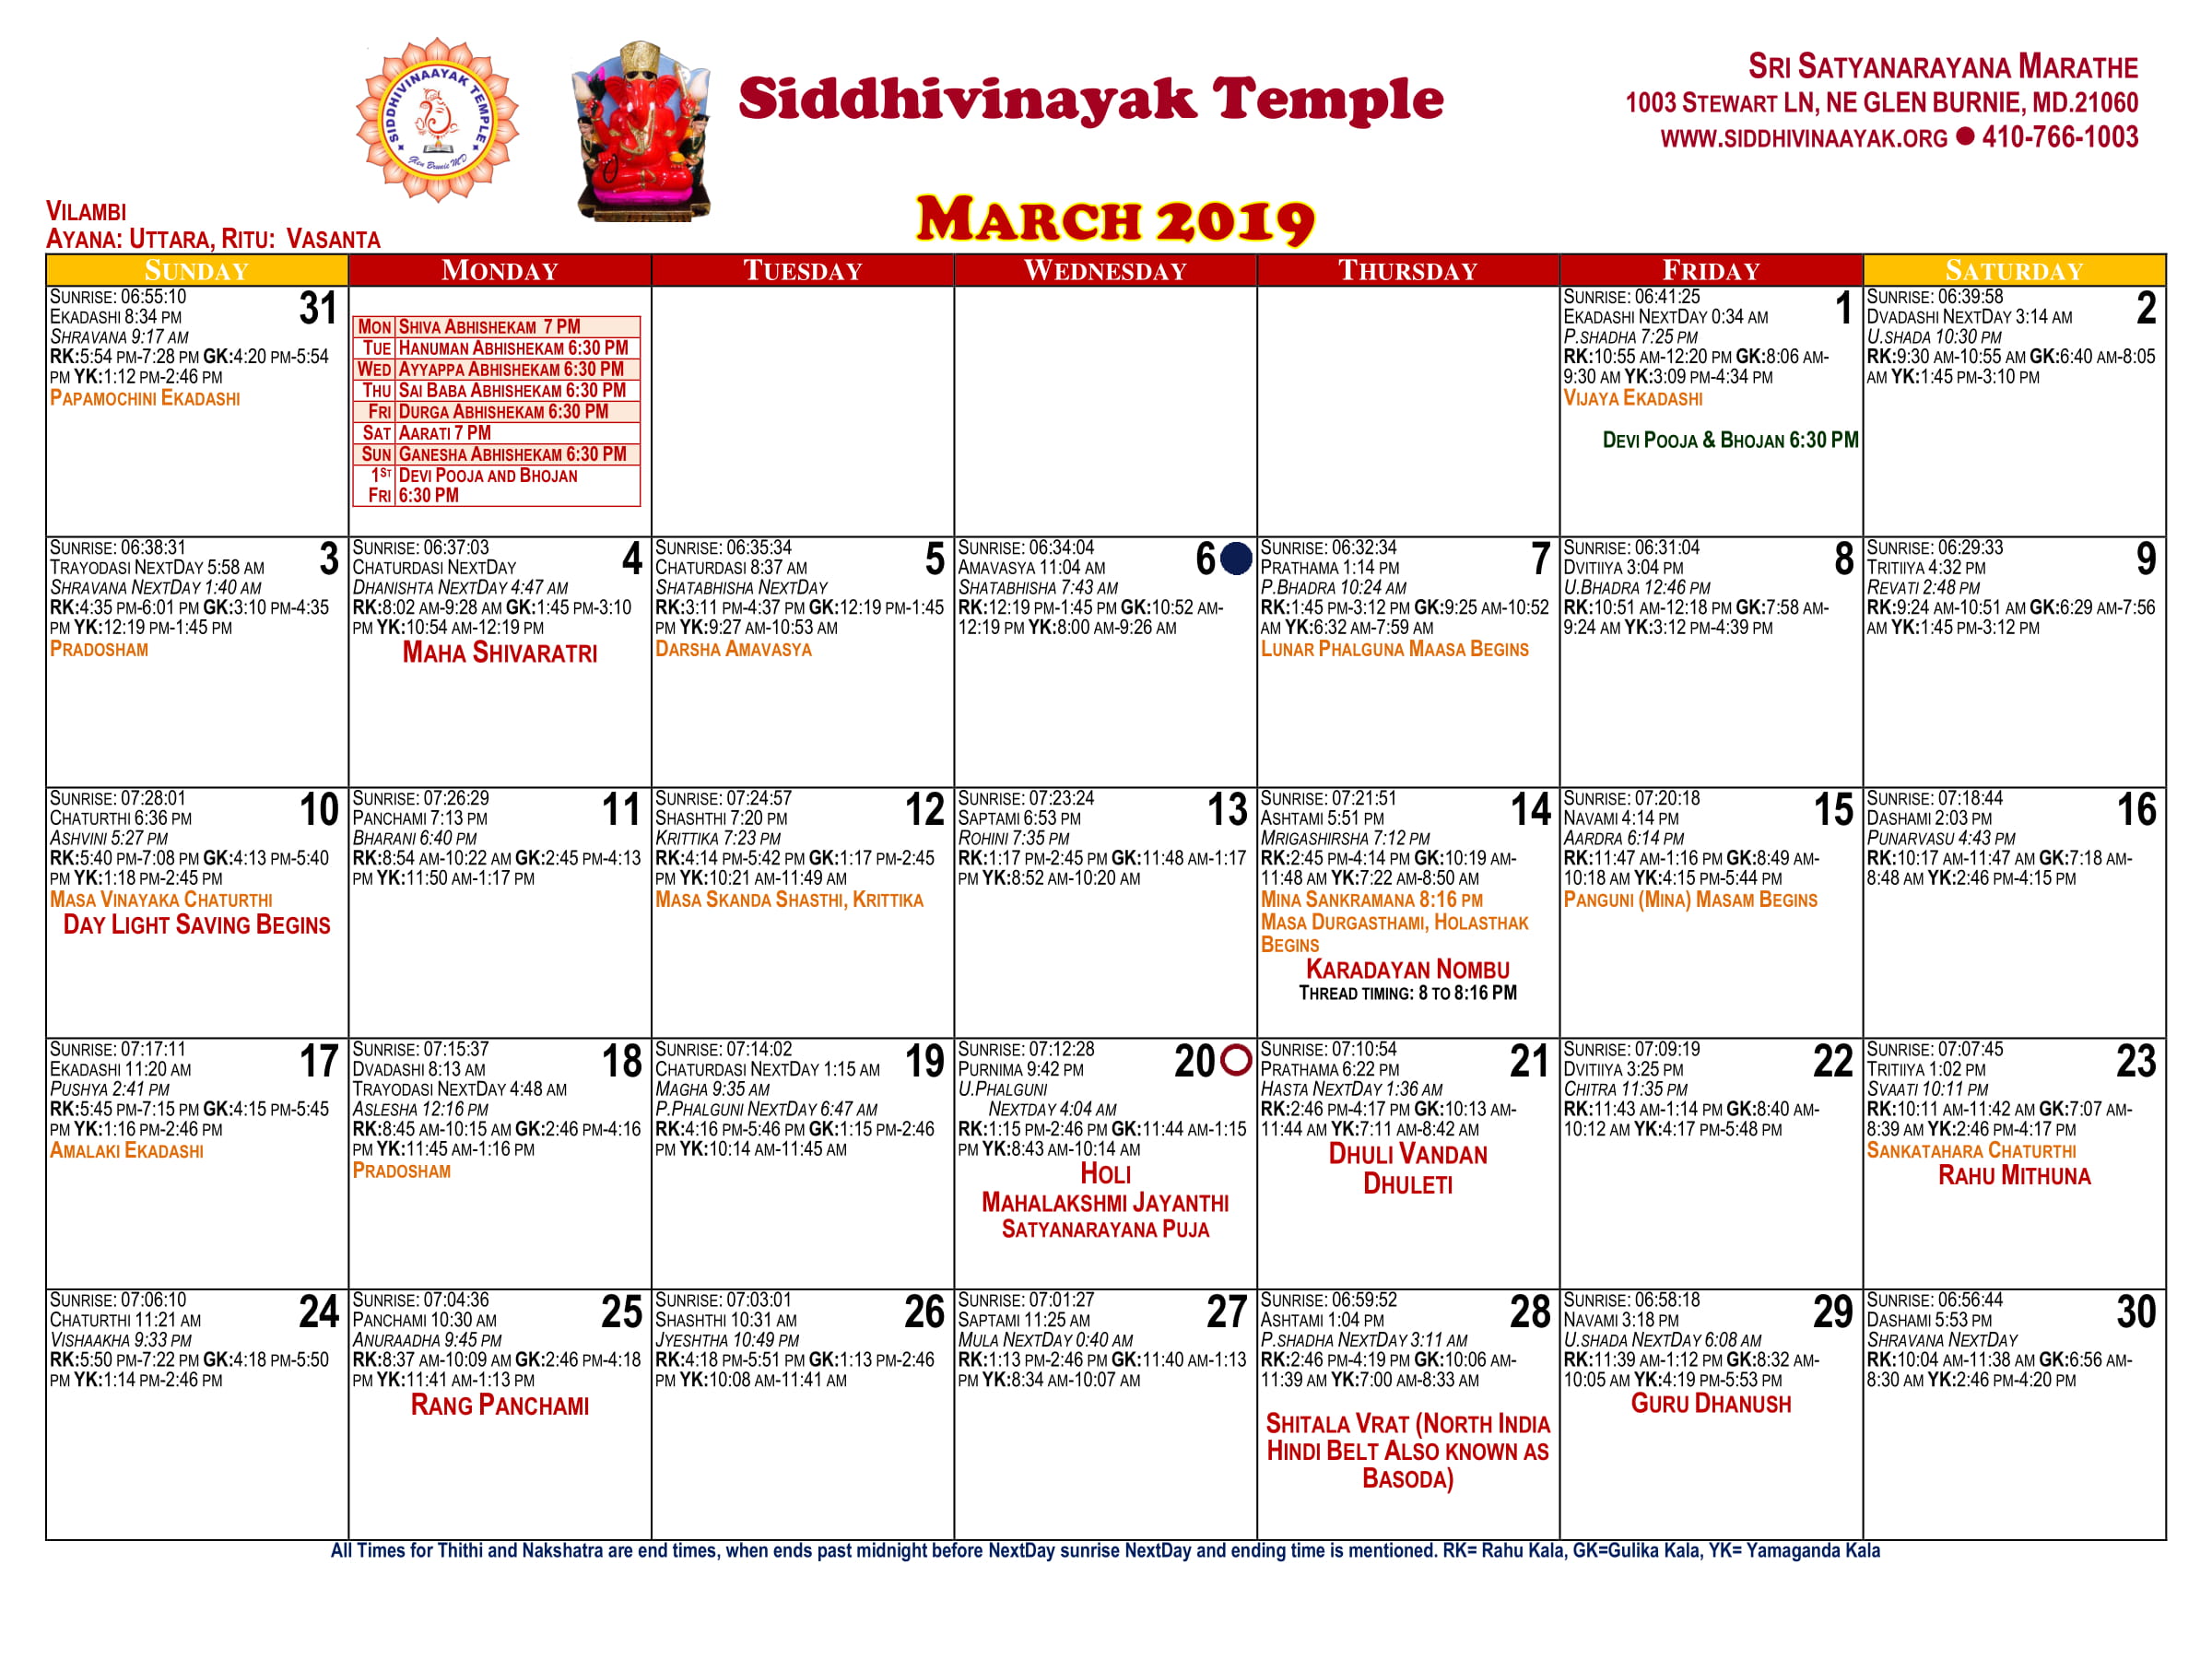 SIDDHIVINAAYAK TEMPLE
Glen Burnie MD
Siddhivinayak Temple
SRI SATYANARAYANA MARATHE
1003 STEWART LN, NE GLEN BURNIE, MD.21060
WWW.SIDDHIVINAAYAK.ORG ● 410-766-1003
VILAMBI
AYANA: UTTARA, RITU: VASANTA
MARCH 2019
SUNDAY MONDAY TUESDAY WEDNESDAY THURSDAY FRIDAY SATURDAY
31
SUNRISE: 06:55:10
EKADASHI 8:34 PM
SHRAVANA 9:17 AM
RK:5:54 PM-7:28 PM GK:4:20 PM-5:54
PM YK:1:12 PM-2:46 PM
PAPAMOCHINI EKADASHI
MON SHIVA ABHISHEKAM 7 PM
TUE HANUMAN ABHISHEKAM 6:30 PM
WED AYYAPPA ABHISHEKAM 6:30 PM
THU SAI BABA ABHISHEKAM 6:30 PM
FRI DURGA ABHISHEKAM 6:30 PM
SAT AARATI 7 PM
SUN GANESHA ABHISHEKAM 6:30 PM
1ST DEVI POOJA AND BHOJAN
FRI 6:30 PM
1
SUNRISE: 06:41:25
EKADASHI NEXTDAY 0:34 AM
P.SHADHA 7:25 PM
RK:10:55 AM-12:20 PM GK:8:06 AM-
9:30 AM YK:3:09 PM-4:34 PM
VIJAYA EKADASHI
DEVI POOJA & BHOJAN 6:30 PM
2
SUNRISE: 06:39:58
DVADASHI NEXTDAY 3:14 AM
U.SHADA 10:30 PM
RK:9:30 AM-10:55 AM GK:6:40 AM-8:05
AM YK:1:45 PM-3:10 PM
3
SUNRISE: 06:38:31
TRAYODASI NEXTDAY 5:58 AM
SHRAVANA NEXTDAY 1:40 AM
RK:4:35 PM-6:01 PM GK:3:10 PM-4:35
PM YK:12:19 PM-1:45 PM
PRADOSHAM
4
SUNRISE: 06:37:03
CHATURDASI NEXTDAY
DHANISHTA NEXTDAY 4:47 AM
RK:8:02 AM-9:28 AM GK:1:45 PM-3:10
PM YK:10:54 AM-12:19 PM
MAHA SHIVARATRI
5
SUNRISE: 06:35:34
CHATURDASI 8:37 AM
SHATABHISHA NEXTDAY
RK:3:11 PM-4:37 PM GK:12:19 PM-1:45
PM YK:9:27 AM-10:53 AM
DARSHA AMAVASYA
6
SUNRISE: 06:34:04
AMAVASYA 11:04 AM
SHATABHISHA 7:43 AM
RK:12:19 PM-1:45 PM GK:10:52 AM-
12:19 PM YK:8:00 AM-9:26 AM
7
SUNRISE: 06:32:34
PRATHAMA 1:14 PM
P.BHADRA 10:24 AM
RK:1:45 PM-3:12 PM GK:9:25 AM-10:52
AM YK:6:32 AM-7:59 AM
LUNAR PHALGUNA MAASA BEGINS
8
SUNRISE: 06:31:04
DVITIIYA 3:04 PM
U.BHADRA 12:46 PM
RK:10:51 AM-12:18 PM GK:7:58 AM-
9:24 AM YK:3:12 PM-4:39 PM
9
SUNRISE: 06:29:33
TRITIIYA 4:32 PM
REVATI 2:48 PM
RK:9:24 AM-10:51 AM GK:6:29 AM-7:56
AM YK:1:45 PM-3:12 PM
10
SUNRISE: 07:28:01
CHATURTHI 6:36 PM
ASHVINI 5:27 PM
RK:5:40 PM-7:08 PM GK:4:13 PM-5:40
PM YK:1:18 PM-2:45 PM
MASA VINAYAKA CHATURTHI
DAY LIGHT SAVING BEGINS
11
SUNRISE: 07:26:29
PANCHAMI 7:13 PM
BHARANI 6:40 PM
RK:8:54 AM-10:22 AM GK:2:45 PM-4:13
PM YK:11:50 AM-1:17 PM
12
SUNRISE: 07:24:57
SHASHTHI 7:20 PM
KRITTIKA 7:23 PM
RK:4:14 PM-5:42 PM GK:1:17 PM-2:45
PM YK:10:21 AM-11:49 AM
MASA SKANDA SHASTHI, KRITTIKA
13
SUNRISE: 07:23:24
SAPTAMI 6:53 PM
ROHINI 7:35 PM
RK:1:17 PM-2:45 PM GK:11:48 AM-1:17
PM YK:8:52 AM-10:20 AM
14
SUNRISE: 07:21:51
ASHTAMI 5:51 PM
MRIGASHIRSHA 7:12 PM
RK:2:45 PM-4:14 PM GK:10:19 AM-
11:48 AM YK:7:22 AM-8:50 AM
MINA SANKRAMANA 8:16 PM
MASA DURGASTHAMI, HOLASTHAK
BEGINS
KARADAYAN NOMBU
THREAD TIMING: 8 TO 8:16 PM
15
SUNRISE: 07:20:18
NAVAMI 4:14 PM
AARDRA 6:14 PM
RK:11:47 AM-1:16 PM GK:8:49 AM-
10:18 AM YK:4:15 PM-5:44 PM
PANGUNI (MINA) MASAM BEGINS
16
SUNRISE: 07:18:44
DASHAMI 2:03 PM
PUNARVASU 4:43 PM
RK:10:17 AM-11:47 AM GK:7:18 AM-
8:48 AM YK:2:46 PM-4:15 PM
17
SUNRISE: 07:17:11
EKADASHI 11:20 AM
PUSHYA 2:41 PM
RK:5:45 PM-7:15 PM GK:4:15 PM-5:45
PM YK:1:16 PM-2:46 PM
AMALAKI EKADASHI
18
SUNRISE: 07:15:37
DVADASHI 8:13 AM
TRAYODASI NEXTDAY 4:48 AM
ASLESHA 12:16 PM
RK:8:45 AM-10:15 AM GK:2:46 PM-4:16
PM YK:11:45 AM-1:16 PM
PRADOSHAM
19
SUNRISE: 07:14:02
CHATURDASI NEXTDAY 1:15 AM
MAGHA 9:35 AM
P.PHALGUNI NEXTDAY 6:47 AM
RK:4:16 PM-5:46 PM GK:1:15 PM-2:46
PM YK:10:14 AM-11:45 AM
20
SUNRISE: 07:12:28
PURNIMA 9:42 PM
U.PHALGUNI
NEXTDAY 4:04 AM
RK:1:15 PM-2:46 PM GK:11:44 AM-1:15
PM YK:8:43 AM-10:14 AM
HOLI
MAHALAKSHMI JAYANTHI
SATYANARAYANA PUJA
21
SUNRISE: 07:10:54
PRATHAMA 6:22 PM
HASTA NEXTDAY 1:36 AM
RK:2:46 PM-4:17 PM GK:10:13 AM-
11:44 AM YK:7:11 AM-8:42 AM
DHULI VANDAN
DHULETI
22
SUNRISE: 07:09:19
DVITIIYA 3:25 PM
CHITRA 11:35 PM
RK:11:43 AM-1:14 PM GK:8:40 AM-
10:12 AM YK:4:17 PM-5:48 PM
23
SUNRISE: 07:07:45
TRITIIYA 1:02 PM
SVAATI 10:11 PM
RK:10:11 AM-11:42 AM GK:7:07 AM-
8:39 AM YK:2:46 PM-4:17 PM
SANKATAHARA CHATURTHI
RAHU MITHUNA
24
SUNRISE: 07:06:10
CHATURTHI 11:21 AM
VISHAAKHA 9:33 PM
RK:5:50 PM-7:22 PM GK:4:18 PM-5:50
PM YK:1:14 PM-2:46 PM
25
SUNRISE: 07:04:36
PANCHAMI 10:30 AM
ANURAADHA 9:45 PM
RK:8:37 AM-10:09 AM GK:2:46 PM-4:18
PM YK:11:41 AM-1:13 PM
RANG PANCHAMI
26
SUNRISE: 07:03:01
SHASHTHI 10:31 AM
JYESHTHA 10:49 PM
RK:4:18 PM-5:51 PM GK:1:13 PM-2:46
PM YK:10:08 AM-11:41 AM
27
SUNRISE: 07:01:27
SAPTAMI 11:25 AM
MULA NEXTDAY 0:40 AM
RK:1:13 PM-2:46 PM GK:11:40 AM-1:13
PM YK:8:34 AM-10:07 AM
28
SUNRISE: 06:59:52
ASHTAMI 1:04 PM
P.SHADHA NEXTDAY 3:11 AM
RK:2:46 PM-4:19 PM GK:10:06 AM-
11:39 AM YK:7:00 AM-8:33 AM
SHITALA VRAT (NORTH INDIA
HINDI BELT ALSO KNOWN AS
BASODA)
29
SUNRISE: 06:58:18
NAVAMI 3:18 PM
U.SHADA NEXTDAY 6:08 AM
RK:11:39 AM-1:12 PM GK:8:32 AM-
10:05 AM YK:4:19 PM-5:53 PM
GURU DHANUSH
30
SUNRISE: 06:56:44
DASHAMI 5:53 PM
SHRAVANA NEXTDAY
RK:10:04 AM-11:38 AM GK:6:56 AM-
8:30 AM YK:2:46 PM-4:20 PM
All Times for Thithi and Nakshatra are end times, when ends past midnight before NextDay sunrise NextDay and ending time is mentioned. RK= Rahu Kala, GK=Gulika Kala, YK= Yamaganda Kala